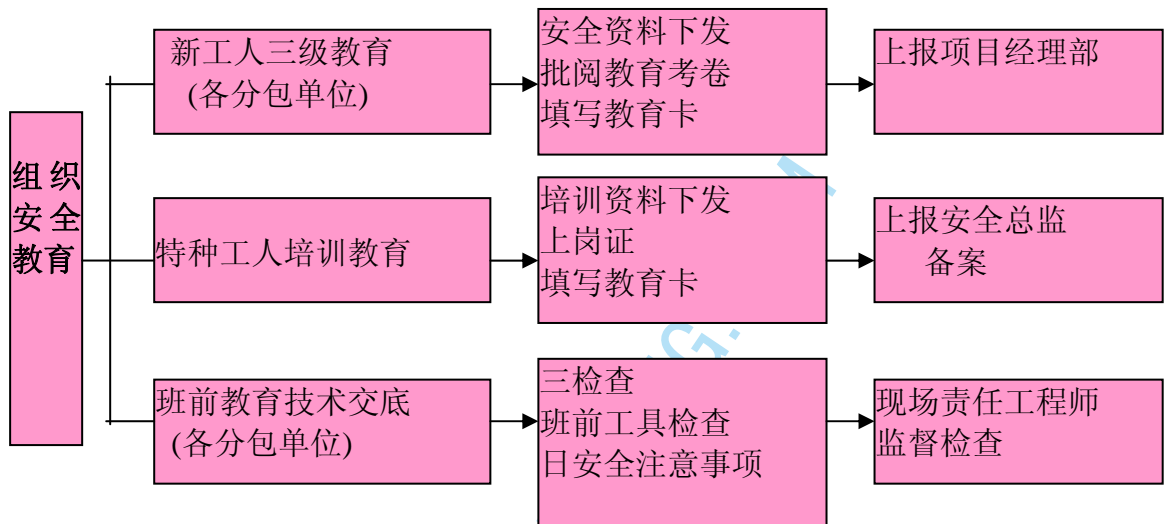 组 织
安 全
教育
新工人三级教育
(各分包单位)
安全资料下发
批阅教育考卷
填写教育卡
上报项目经理部
特种工人培训教育
培训资料下发
上岗证
填写教育卡
上报安全总监
备案
班前教育技术交底
(各分包单位)
三检查
班前工具检查
日安全注意事项
现场责任工程师
监督检查